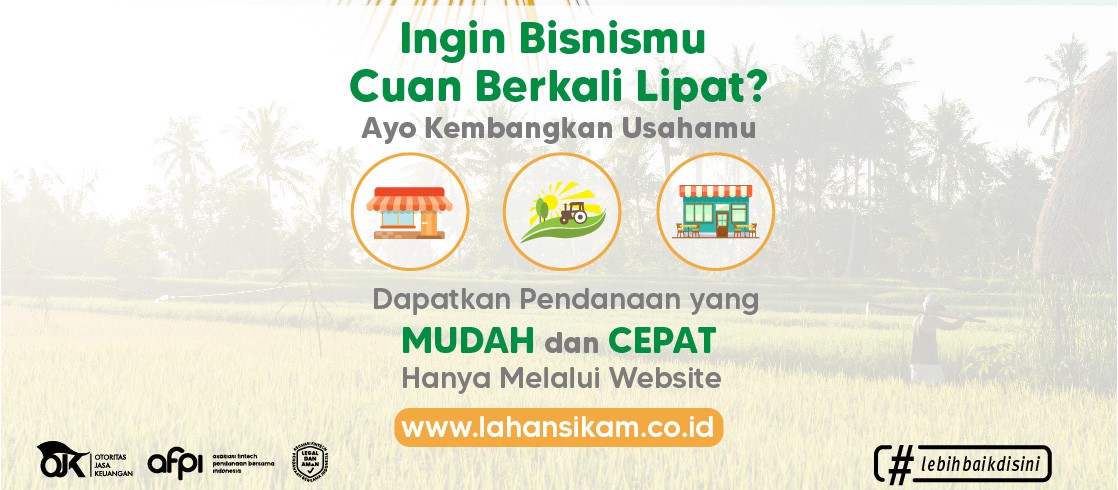 Ingin Bisnismu
Cuan Berkali Lipat?
Ayo Kembangkan Usahamu
Dapatkan Pendanaan yang
MUDAH dan CEPAT
Hanya Melalui Website
www.lahansikam.co.id
OJK
OTORITAS
JASA
KEUANGAN
afpi
asosiasi fintech
pendanaan bersama
indonesia
LEGAL
DAN
AMAN
#lebihbaikdisini